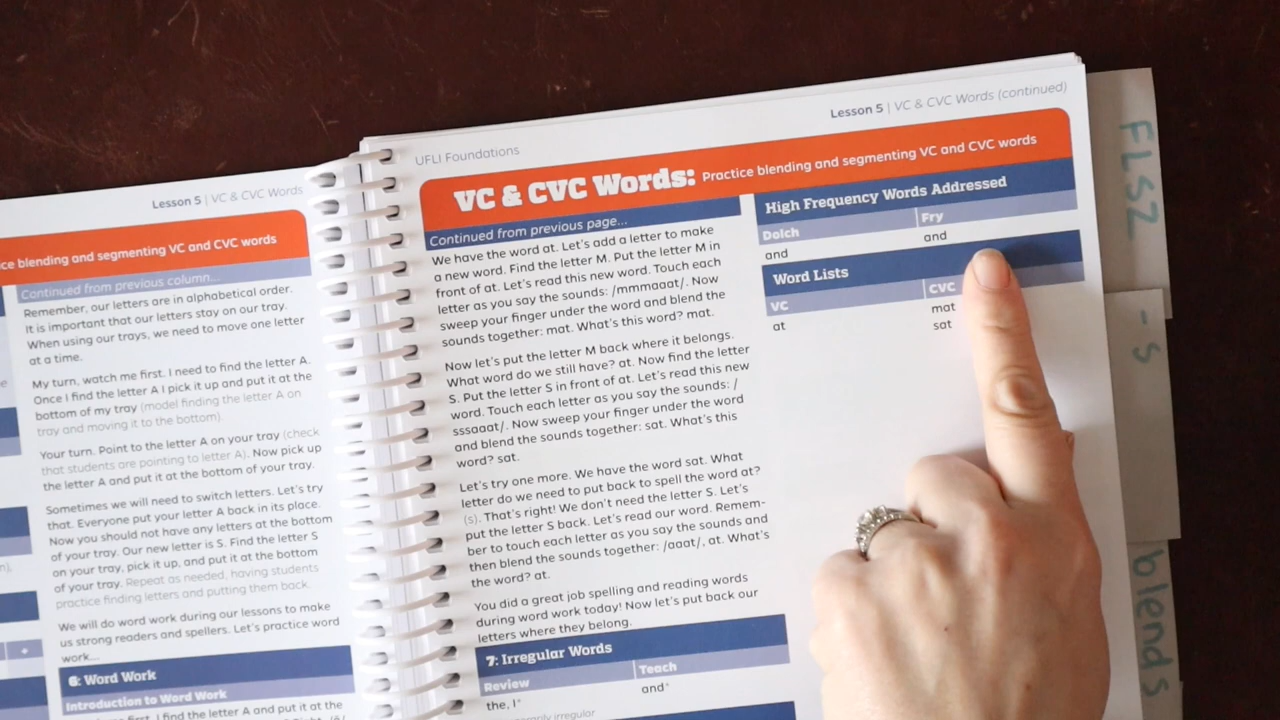 Lesson 5 | VC & CVC Words
blending and segmenting VC and CVC words
Continued from previous column...
Remember, our letters are in alphabetical order.
It is important that our letters stay on our tray.
When using our trays, we need to move one letter
at a time.
My turn, watch me first. I need to find the letter A.
Once I find the letter A I pick it up and put it at the
bottom of my tray (model finding the letter A on
tray and moving it to the bottom).
Your turn. Point to the letter A on your tray (check
that students are pointing to letter A). Now pick up
the letter A and put it at the bottom of your tray.
Sometimes we will need to switch letters. Let's try
that. Everyone put your letter A back in its place.
Now you should not have any letters at the bottom
of your tray. Our new letter is S. Find the letter S
on your tray, pick it up, and put it at the bottom
of your tray. Repeat as needed, having students
practice finding letters and putting them back.
We will do word work during our lessons to make
us strong readers and spellers. Let's practice word
work...
6: Word Work
Introduction to Word Work
first, I find the letter A and put it at the
UFLI Foundations
Lesson 5 | VC & CVC Words (continued)
VC & CVC Words: Practice blending and segmenting VC and CVC words
Continued from previous page...
We have the word at. Let's add a letter to make
a new word. Find the letter M. Put the letter M in
front of at. Let's read this new word. Touch each
letter as you say the sounds: /mmmaaat/. Now
sweep your finger under the word and blend the
sounds together: mat. What's this word? mat.
Now let's put the letter M back where it belongs.
What word do we still have? at. Now find the letter
S. Put the letter S in front of at. Let's read this new
word. Touch each letter as you say the sounds: /
sssaaat/. Now sweep your finger under the word
and blend the sounds together: sat. What's this
word? sat.
Let's try one more. We have the word sat. What
letter do we need to put back to spell the word at?
(s). That's right! We don't need the letter S. Let's
put the letter S back. Let's read our word. Remem-
ber to touch each letter as you say the sounds and
then blend the sounds together: /aaat/, at. What's
the word? at.
You did a great job spelling and reading words
during word work today! Now let's put back our
letters where they belong.
7: Irregular Words
Review Teach
the, I* and*
irregular
High Frequency Words Addressed
Dolch Fry
and and
Word Lists
VC CVC
at mat
sat
FLSZ
-s
blends